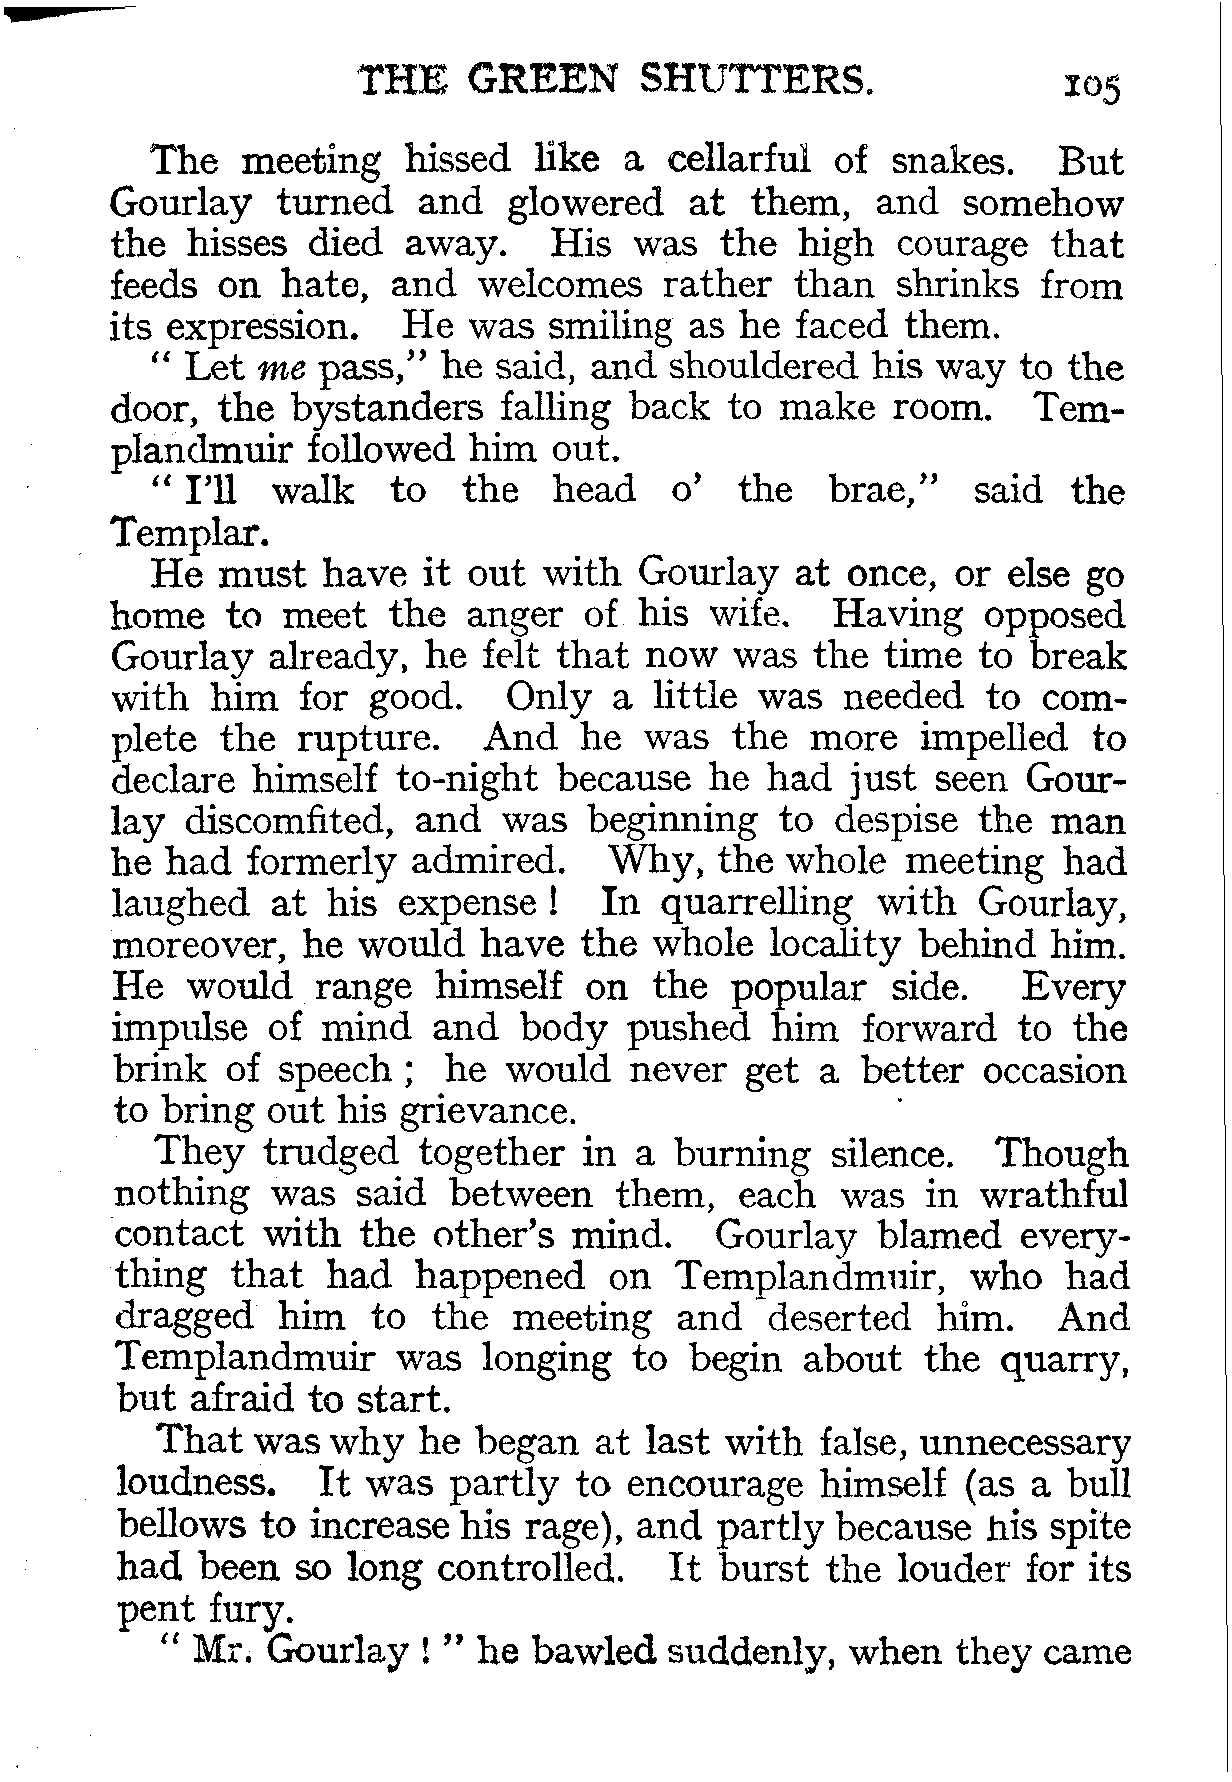 THE GREEN SHUTTERS. 105
The meeting hissed like a cellarful of snakes. But
Gourlay turned and glowered at them, and somehow
the hisses died away. His was the high courage that
feeds on hate, and welcomes rather than shrinks from
its expression. He was smiling as he faced them.
“ Let me pass,” he said, and shouldered his way to the
door, the bystanders falling back to make room. Tem-
plandmuir followed him out.
“ I’ll walk to the head o’ the brae,” said the
Templar.
He must have it out with Gourlay at once, or else go
home to meet the anger of his wife. Having opposed
Gourlay already, he felt that now was the time to break
with him for good. Only a little was needed to com-
plete the rupture. And he was the more impelled to
declare himself to-night because he had just seen Gour-
lay discomfited, and was beginning to despise the man
he had formerly admired. Why, the whole meeting had
laughed at his expense ! In quarrelling with Gourlay,
moreover, he would have the whole locality behind him.
He would range himself on the popular side. Every
impulse of mind and body pushed him forward to the
brink of speech ; he would never get a better occasion
to bring out his grievance.
They trudged together in a burning silence. Though
nothing was said between them, each was in wrathful
contact with the other’s mind. Gourlay blamed every-
thing that had happened on Templandmuir, who had
dragged him to the meeting and deserted him. And
Templandmuir was longing to begin about the quarry,
but afraid to start.
That was why he began at last with false, unnecessary
loudness. It was partly to encourage himself (as a bull
bellows to increase his rage), and partly because his spite
had been so long controlled. It burst the louder for its
pent fury.
“ Mr. Gourlay ! ” he bawled suddenly, when they came